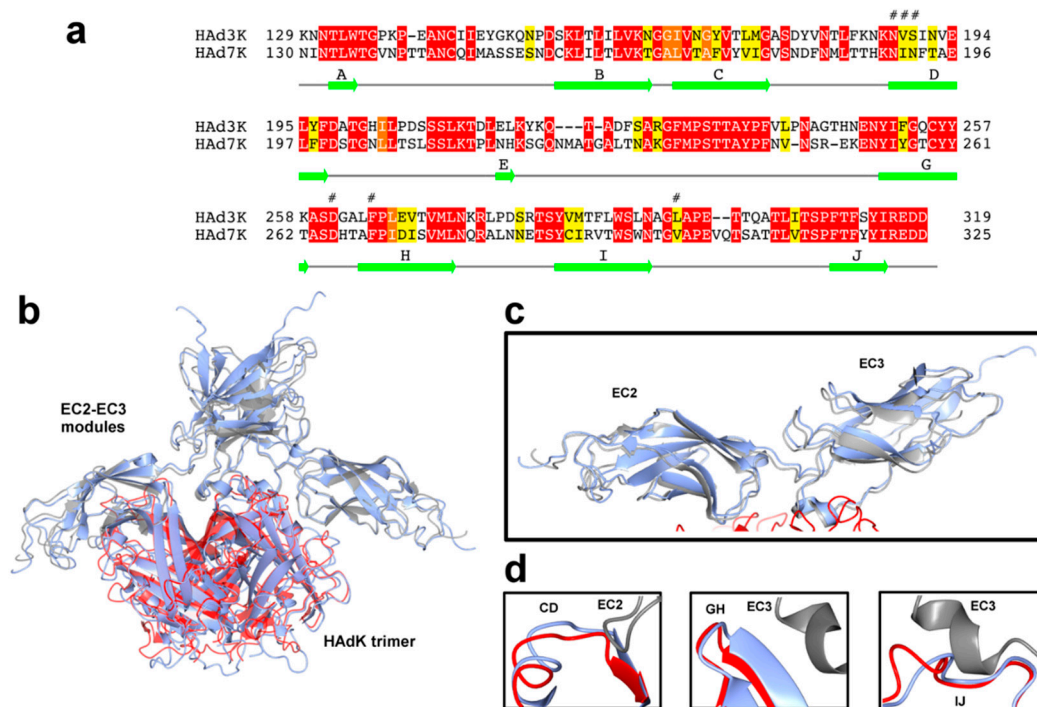 a
###
HAd3K 129 KNNTLWTGPKP-EANCIIEYGKQNPDSKLTLILVKNGGIVNGYVTLMGASDYVNTLFKNKNVSINVE 194
HAd7K 130 NINTLWTGVNPTTANCQIMASSESNDCKLILTLVKTGALVTAFVYVIGVSNDFNMLTTHKNINFTAE 196
A B C D
HAd3K 195 LYFDATGHILPDSSSLKTDLELKYKQ---T-ADFSARGFMPSTTAYPFVLPNAGTHNENYIFGQCYY 257
HAd7K 197 LFFDSTGNLLTSLSSLKTPLNHKSGQNMATGALTNAKGFMPSTTAYPFNV-NSR-EKENYIYGTCYY 261
E G
# # #
HAd3K 258 KASDGALFPLEVTVMLNKRLPDSRTSYVMTFLWSLNAGLAPE--TTQATLITSPFTFSYIREDD 319
HAd7K 262 TASDHTAFPIDISVMLNQRALNNETSYCIRVTWSWNTGVAPEVQTSATTLVTSPFTFYYIREDD 325
H I J
b
EC2-EC3
modules
HAdK trimer
c
EC2
EC3
d
CD
EC2
GH
EC3
EC3
IJ